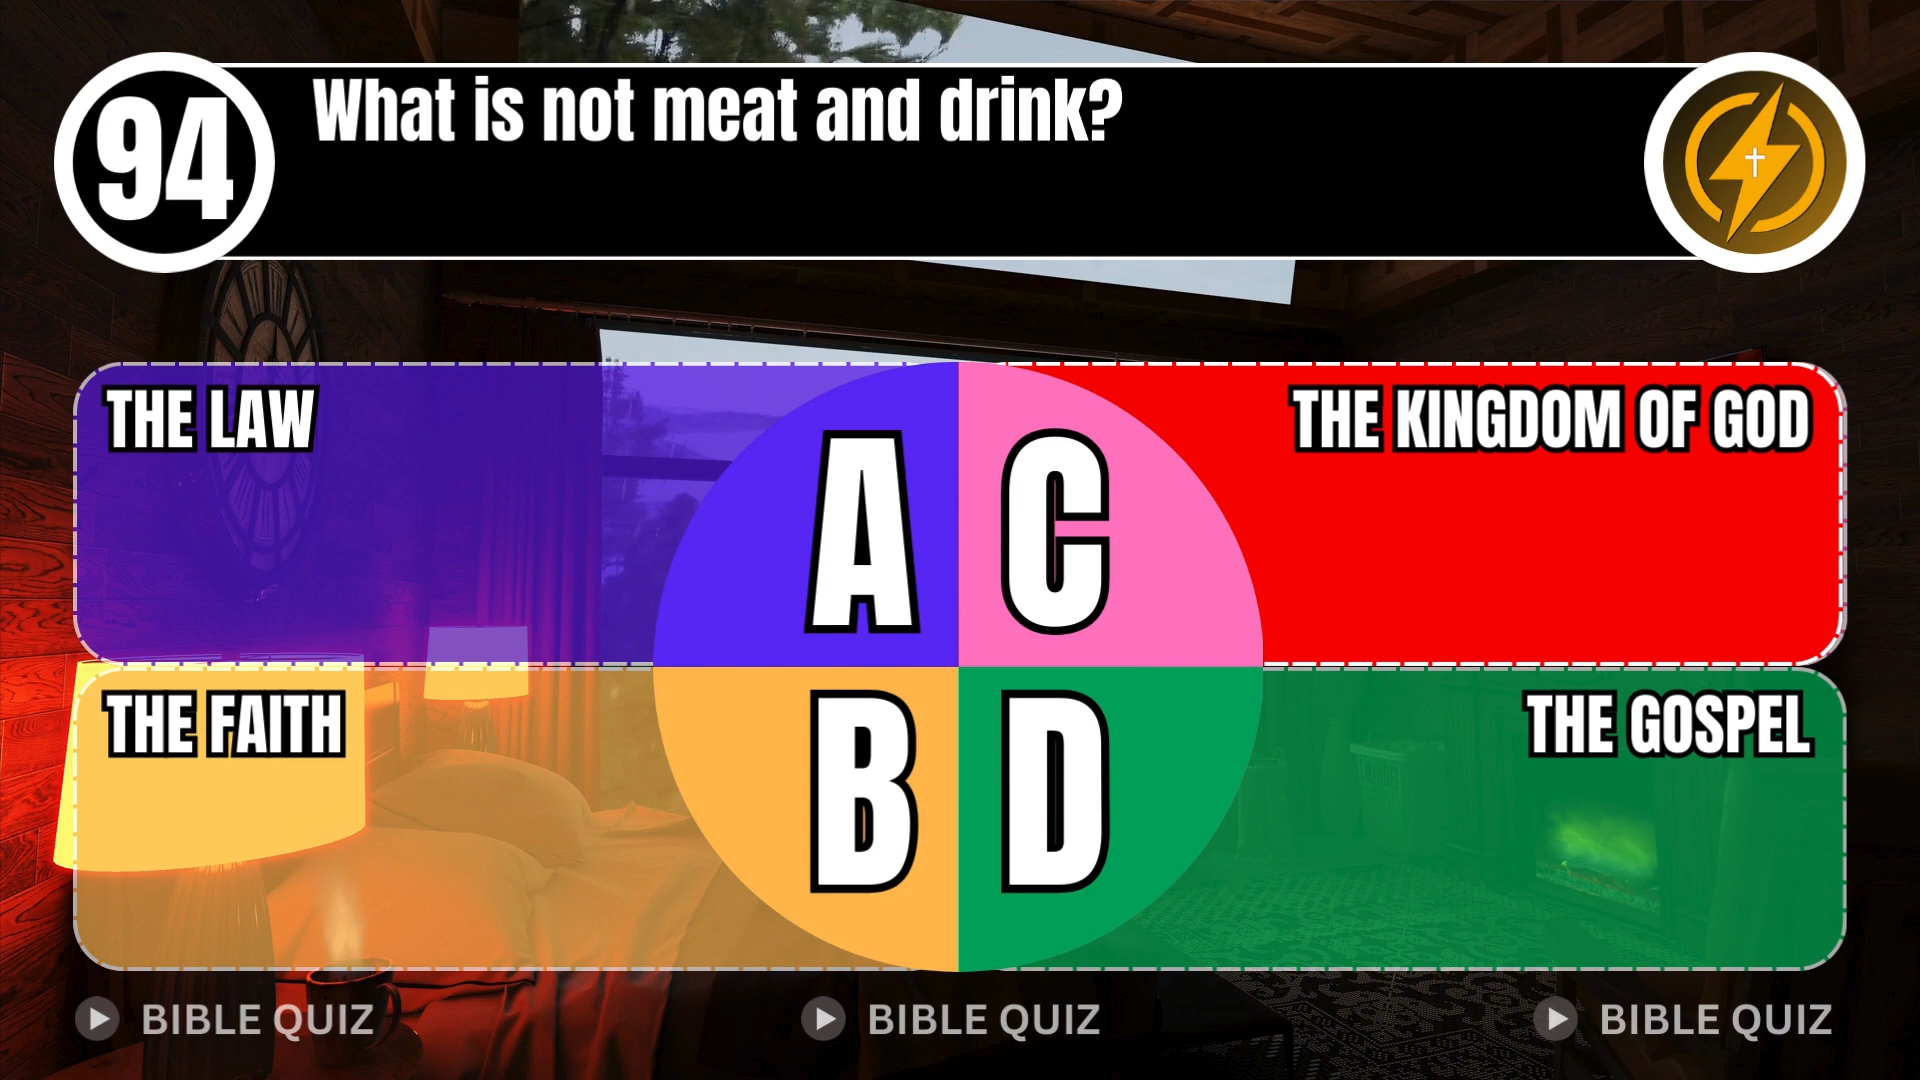 94
What is not meat and drink?
THE LAW
THE KINGDOM OF GOD
A
C
THE FAITH
THE GOSPEL
B
D
BIBLE QUIZ
BIBLE QUIZ
BIBLE QUIZ